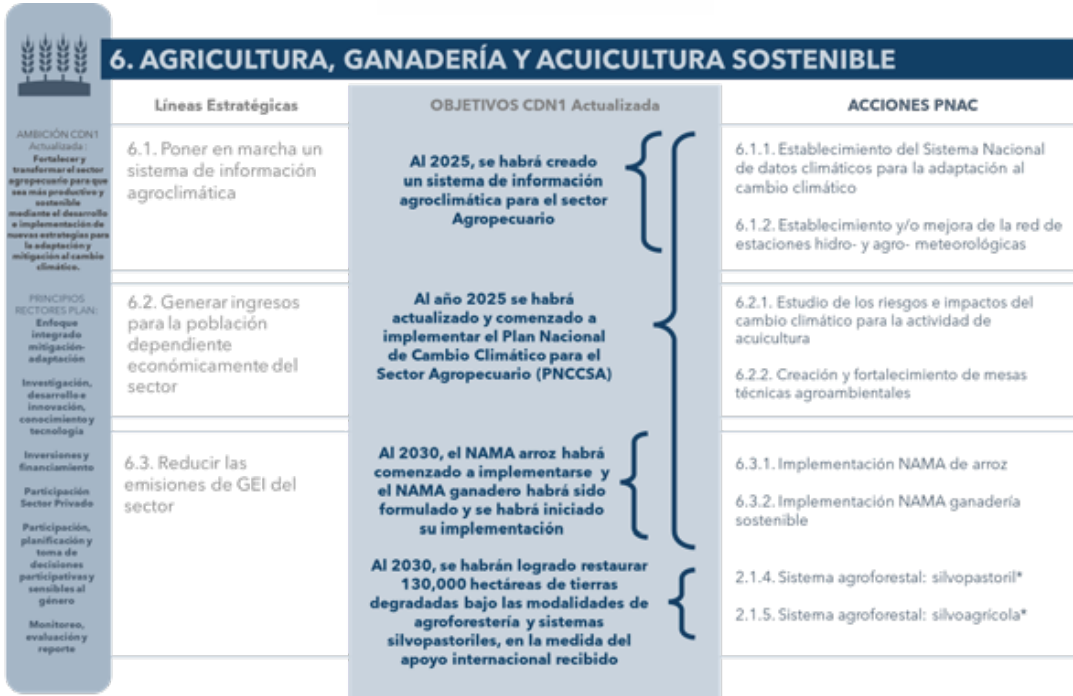 6. AGRICULTURA, GANADERÍA Y ACUICULTURA SOSTENIBLE
AMBICIÓN CDN1
Actualizada:
Fortalecer y
transformar el sector
agropecuario para que
sea más productivo y
sostenible
mediante el desarrollo
e implementación de
nuevas estrategias para
la adaptación y
mitigación al cambio
climático.
PRINCIPIOS
RECTORES PLAN:
Enfoque
integrado
mitigación-
adaptación
Investigación,
desarrollo e
innovación,
conocimiento y
tecnología
Inversiones y
financiamiento
Participación
Sector Privado
Participación,
planificación y
toma de
decisiones
participativas y
sensibles al
género
Monitoreo,
evaluación y
reporte
Líneas Estratégicas
6.1. Poner en marcha un
sistema de información
agroclimática
6.2. Generar ingresos
para la población
dependiente
económicamente del
sector
6.3. Reducir las
emisiones de GEI del
sector
OBJETIVOS CDN1 Actualizada
Al 2025, se habrá creado
un sistema de información
agroclimática para el sector
Agropecuario
Al año 2025 se habrá
actualizado y comenzado a
implementar el Plan Nacional
de Cambio Climático para el
Sector Agropecuario (PNCCSA)
Al 2030, el NAMA arroz habrá
comenzado a implementarse y
el NAMA ganadero habrá sido
formulado y se habrá iniciado
su implementación
Al 2030, se habrán logrado restaurar
130,000 hectáreas de tierras
degradadas bajo las modalidades de
agroforestería y sistemas
silvopastoriles, en la medida del
apoyo internacional recibido
ACCIONES PNAC
6.1.1. Establecimiento del Sistema Nacional
de datos climáticos para la adaptación al
cambio climático
6.1.2. Establecimiento y/o mejora de la red de
estaciones hidro- y agro- meteorológicas
6.2.1. Estudio de los riesgos e impactos del
cambio climático para la actividad de
acuicultura
6.2.2. Creación y fortalecimiento de mesas
técnicas agroambientales
6.3.1. Implementación NAMA de arroz
6.3.2. Implementación NAMA ganadería
sostenible
2.1.4. Sistema agroforestal: silvopastoril*
2.1.5. Sistema agroforestal: silvoagrícola*